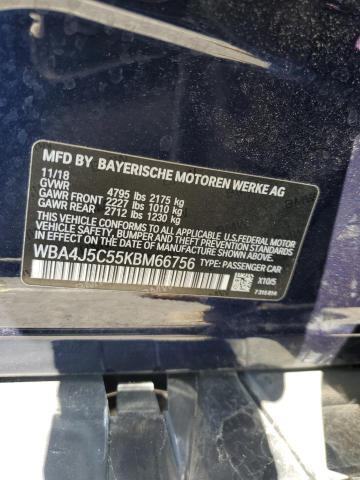 MFD BY BAYERISCHE MOTOREN WERKE AG
11/18
GVWR 4795 lbs 2175 kg
GAWR FRONT 2227 lbs 1010 kg
GAWR REAR 2712 lbs 1230 kg
THIS VEHICLE CONFORMS TO ALL APPLICABLE U.S. FEDERAL MOTOR
VEHICLE SAFETY, BUMPER AND THEFT PREVENTION STANDARDS IN
EFFECT ON THE DATE OF MANUFACTURE SHOWN ABOVE.
WBA4J5C55KBM66756 TYPE: PASSENGER CAR
X10/5